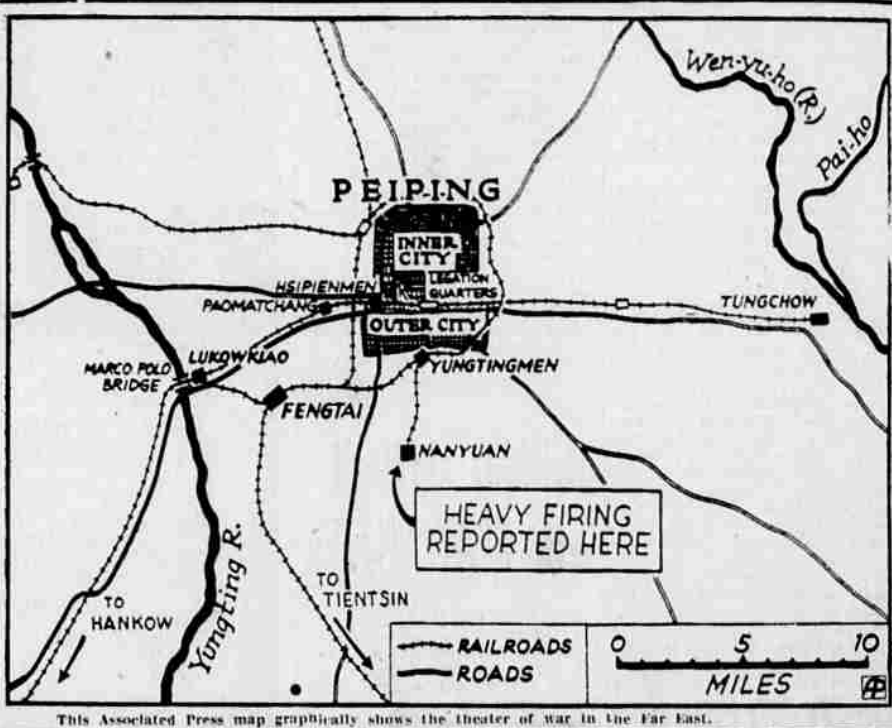 Wen-yu-ho (R.)
Pai-ho
PEIPING
INNER
CITY
HSIPIENMEN
LEGATION
QUARTERS
PAOMATCHANG
TUNGCHOW
OUTER CITY
LUKOWKIAO
MARCO POLO
BRIDGE
YUNGTINGMEN
FENGTAI
NANYUAN
HEAVY FIRING
REPORTED HERE
Yungting R.
TO
HANKOW
TO
TIENTSIN
RAILROADS
ROADS
0 5 10
MILES
AP
This Associated Press map graphically shows the theater of war in the Far East.